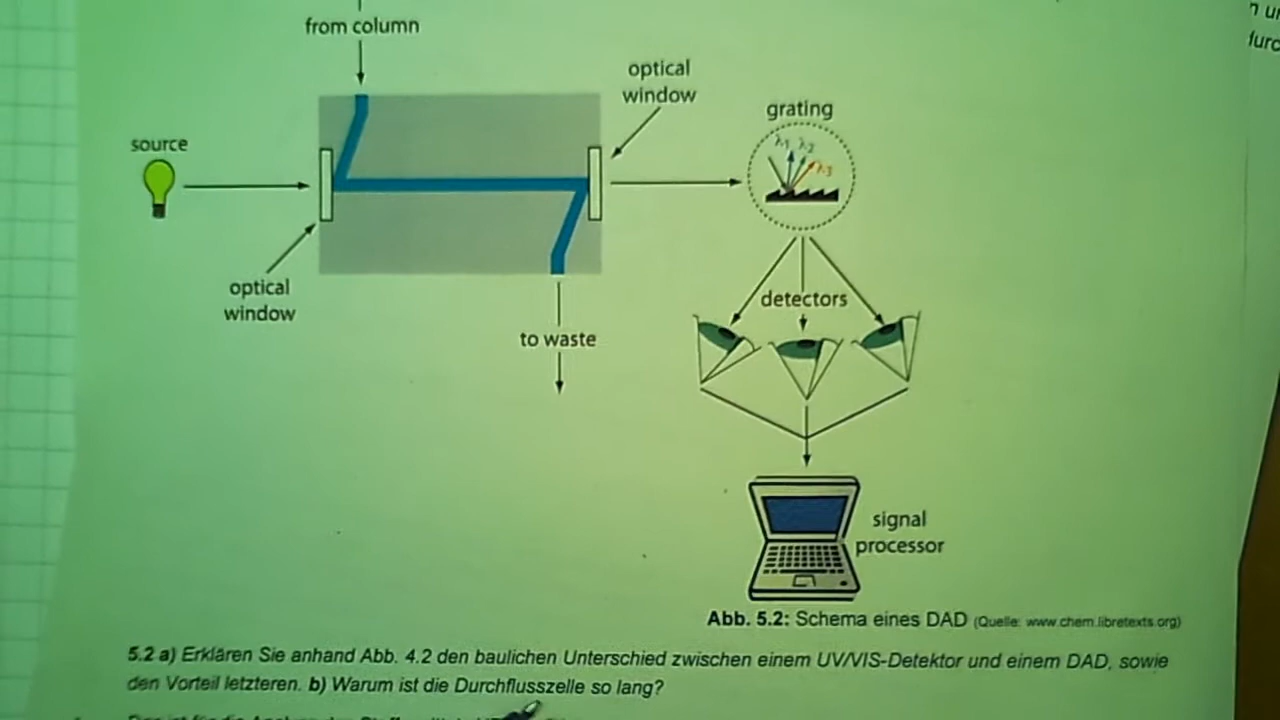 from column
optical
window
grating
source
λ1 λ2
λ3
optical
window
detectors
to waste
signal
processor
Abb. 5.2: Schema eines DAD (Quelle: www.chem.libretexts.org)
5.2 a) Erklären Sie anhand Abb. 4.2 den baulichen Unterschied zwischen einem UV/VIS-Detektor und einem DAD, sowie
den Vorteil letzteren. b) Warum ist die Durchflusszelle so lang?